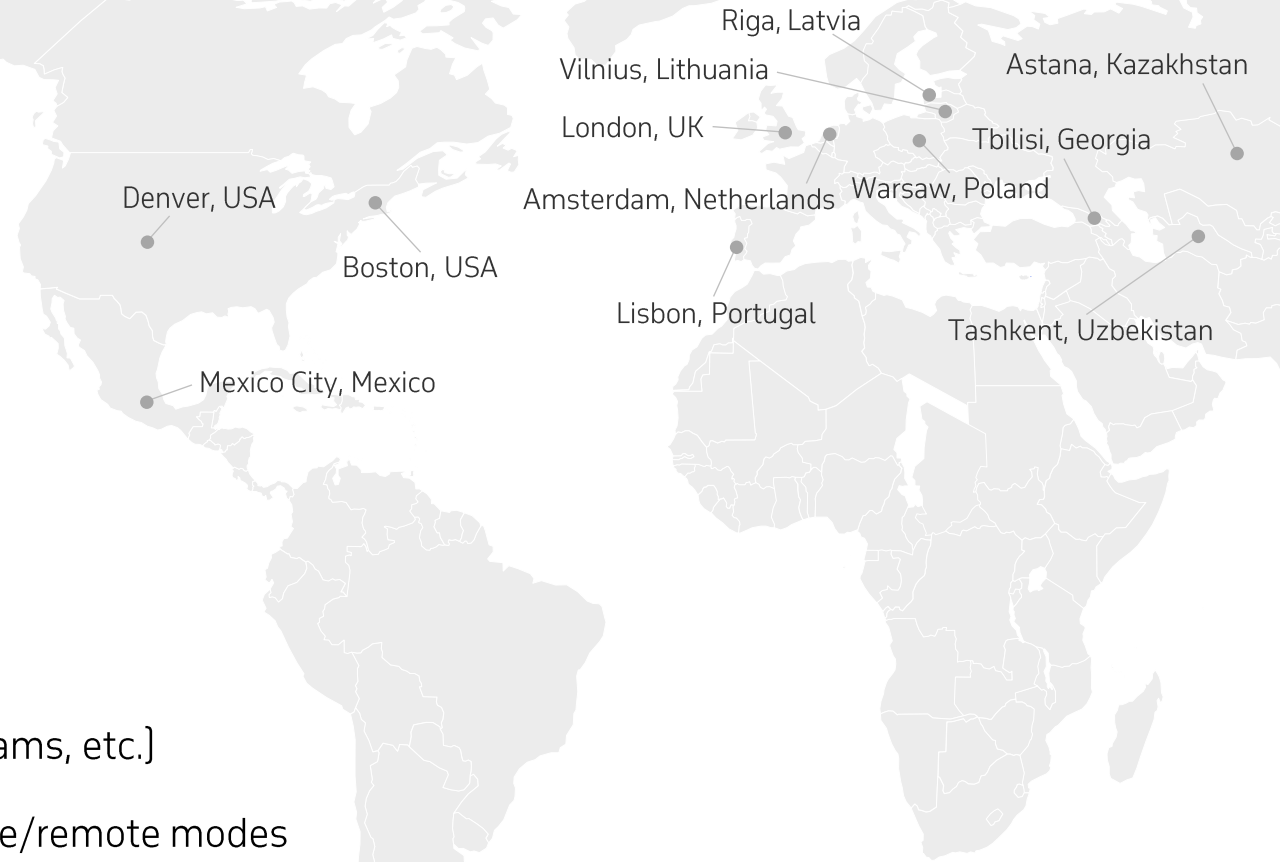 Riga, Latvia
Vilnius, Lithuania
Astana, Kazakhstan
London, UK
Tbilisi, Georgia
Denver, USA
Amsterdam, Netherlands
Warsaw, Poland
Boston, USA
Lisbon, Portugal
Tashkent, Uzbekistan
Mexico City, Mexico
ams, etc.)
e/remote modes